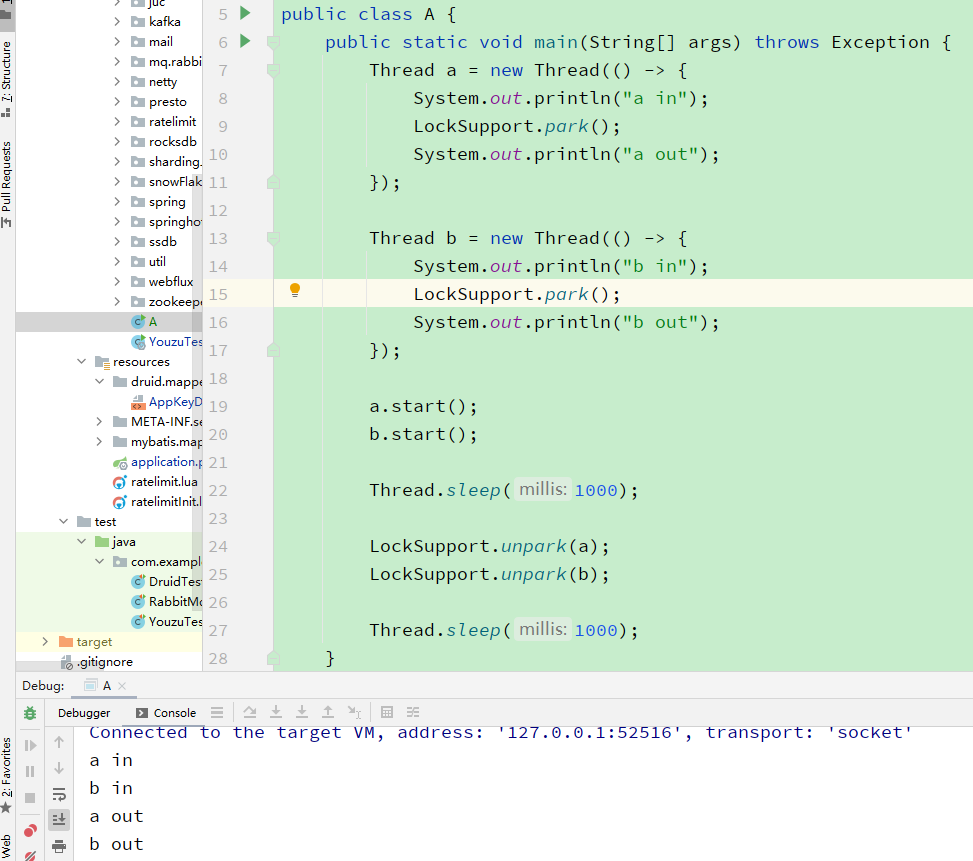 juc
kafka
mail
mq.rabbi
netty
presto
ratelimit
rocksdb
sharding.
snowFlak
spring
springho
ssdb
util
webflux
zookeepe
A
YouzuTes
resources
druid.mappe
AppKeyD
META-INF.se
mybatis.map
application.p
ratelimit.lua
ratelimitInit.l
test
java
com.exampl
DruidTes
RabbitMo
YouzuTes
target
.gitignore
7: Structure
Pull Requests
2: Favorites
Web
5 public class A {
6 public static void main(String[] args) throws Exception {
7 Thread a = new Thread(() -> {
8 System.out.println("a in");
9 LockSupport.park();
10 System.out.println("a out");
11 });
12
13 Thread b = new Thread(() -> {
14 System.out.println("b in");
15 LockSupport.park();
16 System.out.println("b out");
17 });
18
19 a.start();
20 b.start();
21
22 Thread.sleep( millis: 1000);
23
24 LockSupport.unpark(a);
25 LockSupport.unpark(b);
26
27 Thread.sleep( millis: 1000);
28 }
Debug: A
Debugger Console
Connected to the target VM, address: '127.0.0.1:52516', transport: 'socket'
a in
b in
a out
b out